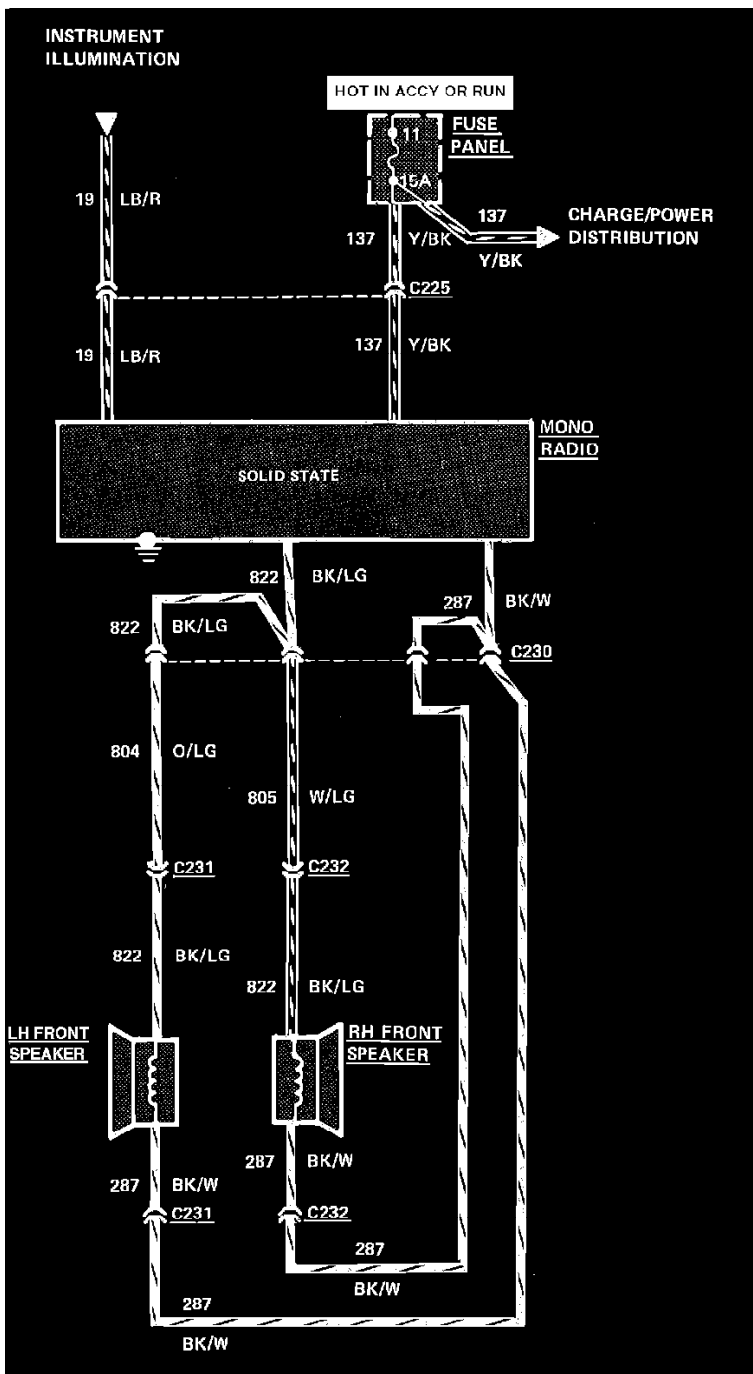 INSTRUMENT
ILLUMINATION
HOT IN ACCY OR RUN
11
FUSE
PANEL
15A
19
LB/R
137
Y/BK
137
Y/BK
CHARGE/POWER
DISTRIBUTION
C225
19
LB/R
137
Y/BK
MONO
RADIO
SOLID STATE
822
BK/LG
287
BK/W
822
BK/LG
C230
804
O/LG
805
W/LG
C231
C232
822
BK/LG
822
BK/LG
LH FRONT
SPEAKER
RH FRONT
SPEAKER
287
BK/W
287
BK/W
C231
C232
287
BK/W
287
BK/W